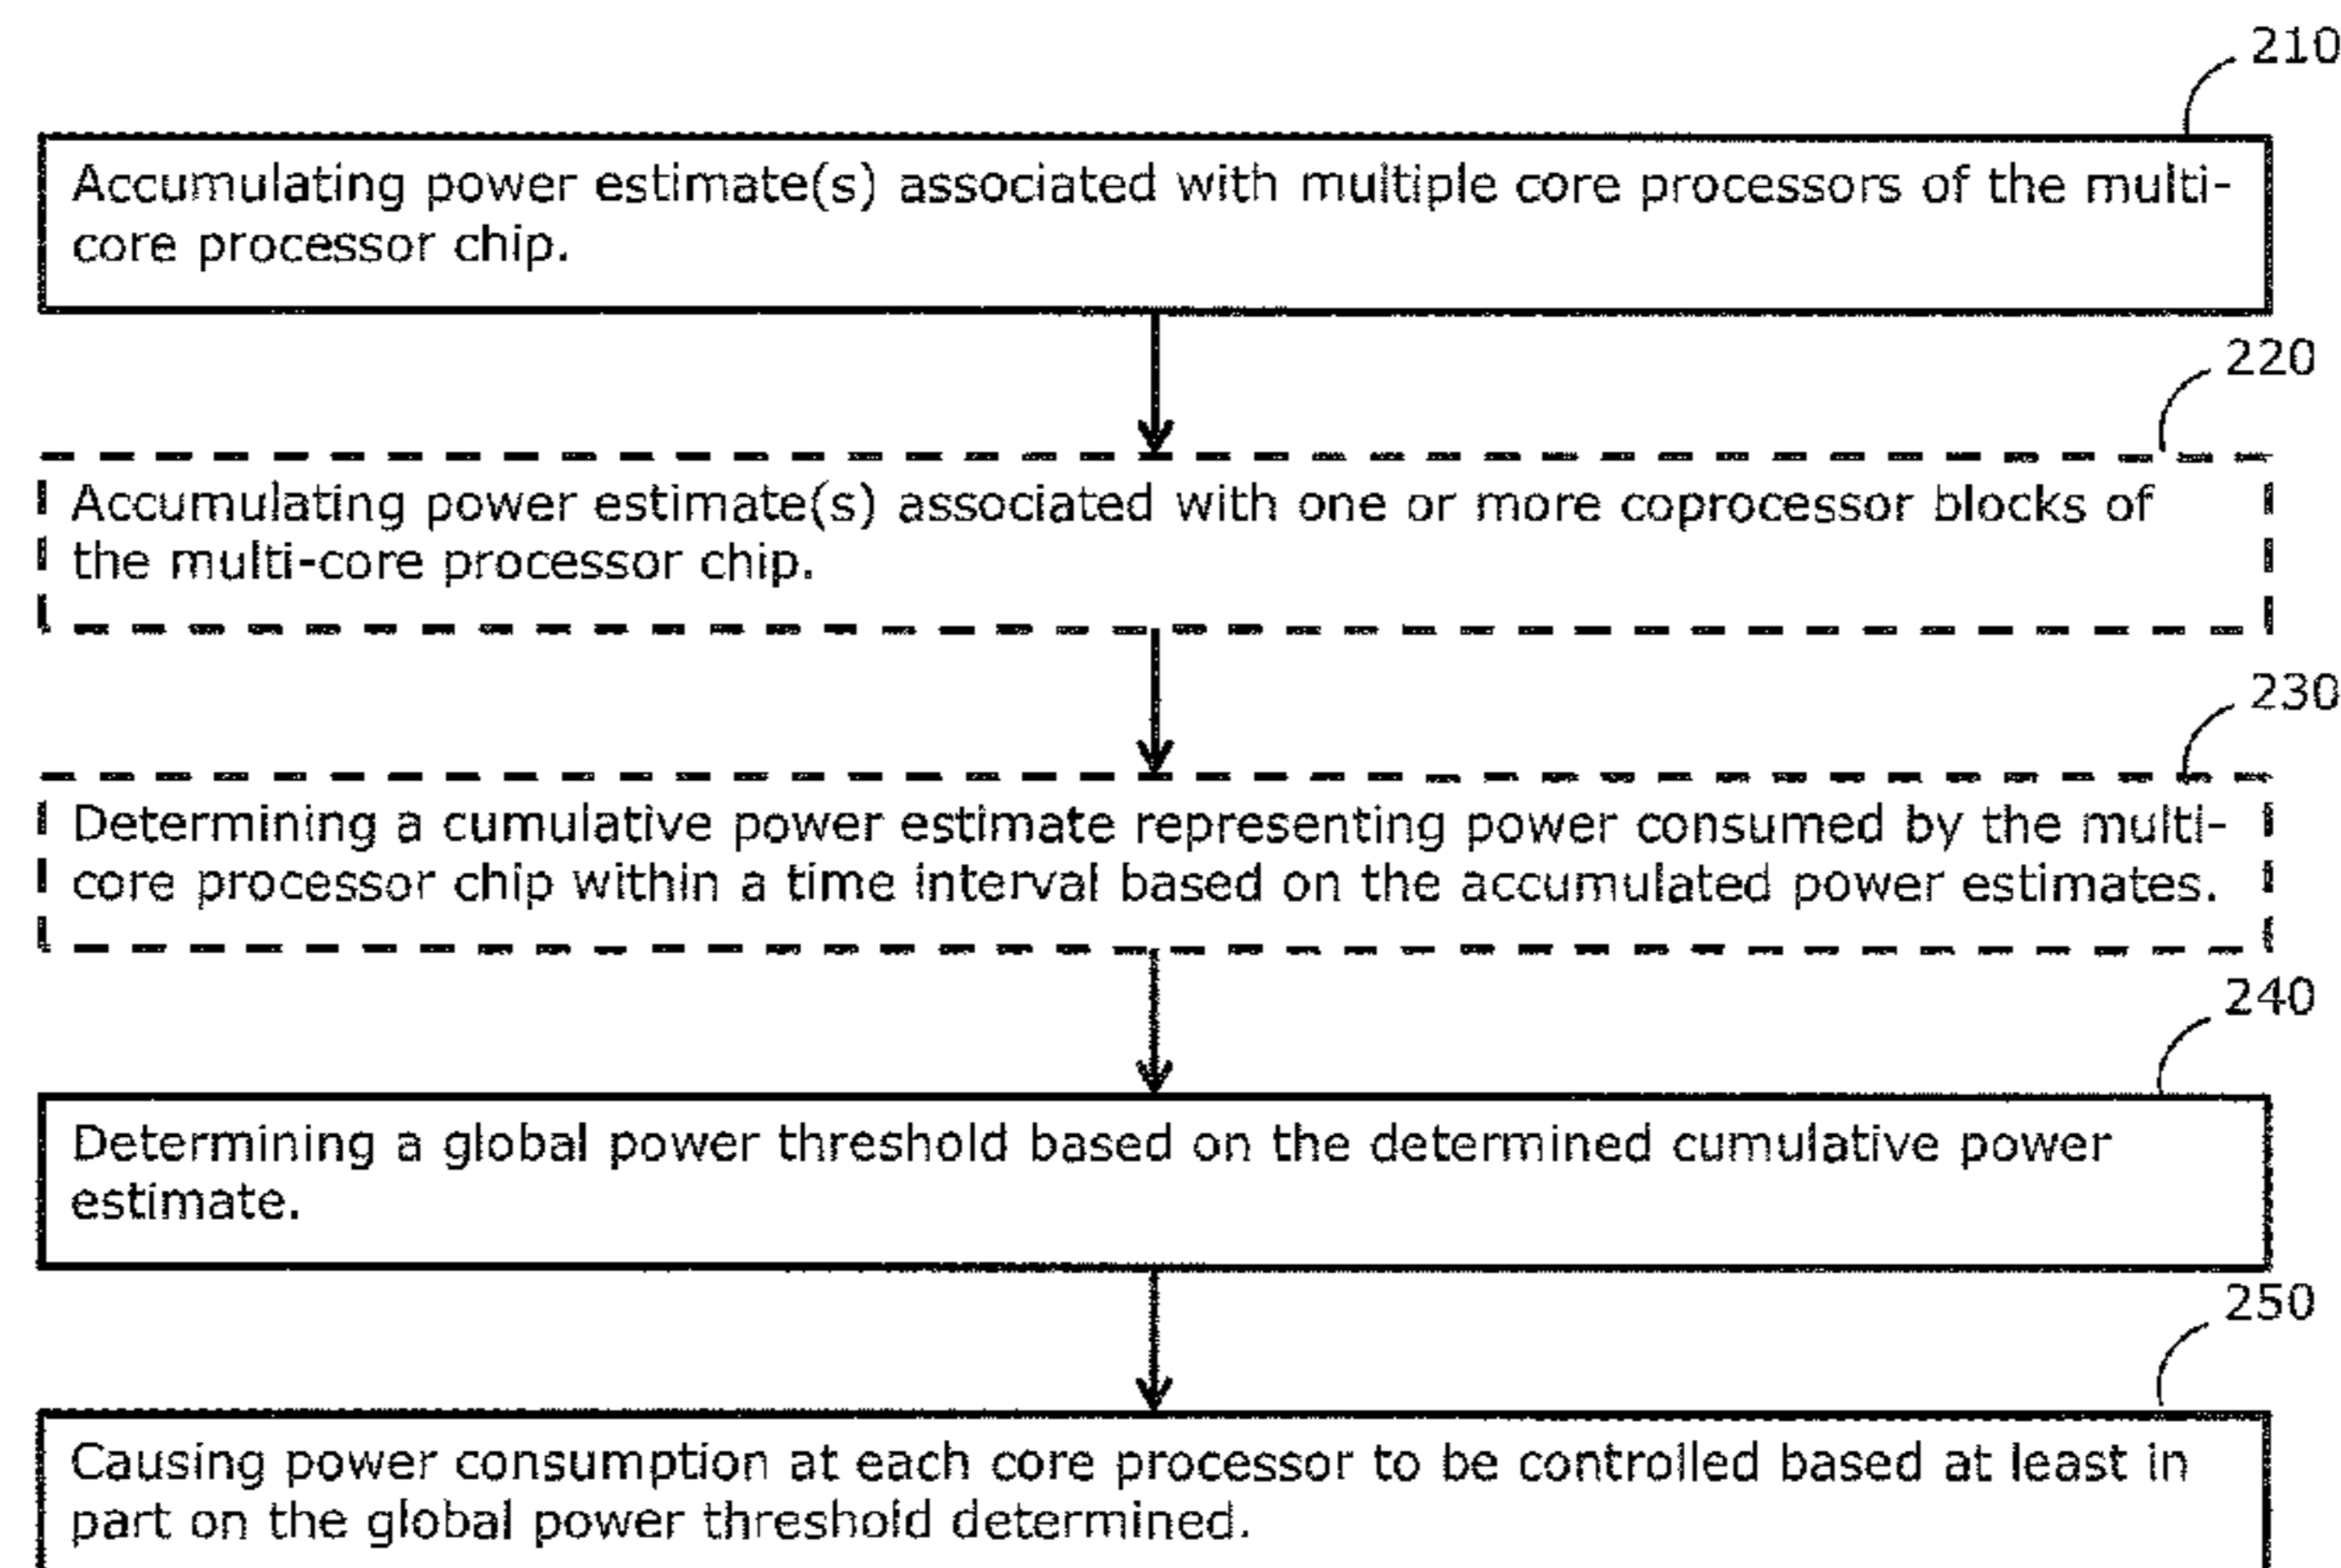 210
Accumulating power estimate(s) associated with multiple core processors of the multi-
core processor chip.
220
Accumulating power estimate(s) associated with one or more coprocessor blocks of
the multi-core processor chip.
230
Determining a cumulative power estimate representing power consumed by the multi-
core processor chip within a time interval based on the accumulated power estimates.
240
Determining a global power threshold based on the determined cumulative power
estimate.
250
Causing power consumption at each core processor to be controlled based at least in
part on the global power threshold determined.